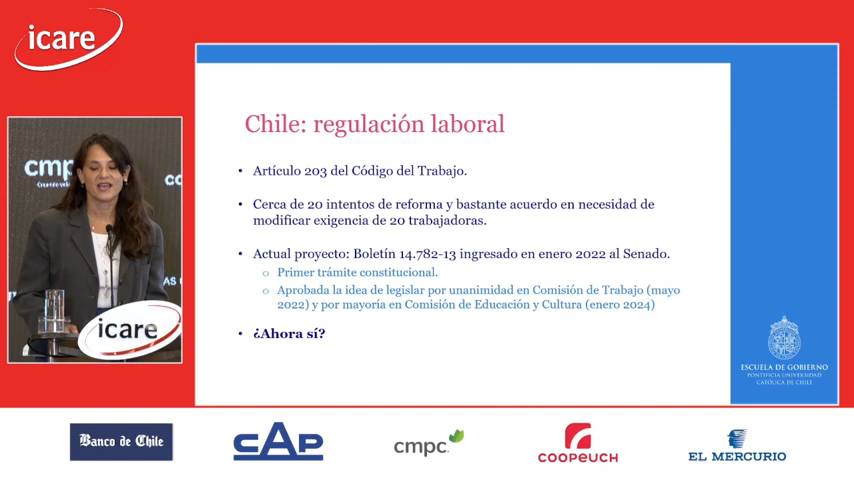 icare
Chile: regulación laboral
• Artículo 203 del Código del Trabajo.
• Cerca de 20 intentos de reforma y bastante acuerdo en necesidad de
modificar exigencia de 20 trabajadoras.
• Actual proyecto: Boletín 14.782-13 ingresado en enero 2022 al Senado.
o Primer trámite constitucional.
o Aprobada la idea de legislar por unanimidad en Comisión de Trabajo (mayo
2022) y por mayoría en Comisión de Educación y Cultura (enero 2024)
• ¿Ahora sí?
cmp
icare
ESCUELA DE GOBIERNO
PONTIFICIA UNIVERSIDAD
CATÓLICA DE CHILE
Banco de Chile
CAP
cmpc
COOPEUCH
EL MERCURIO